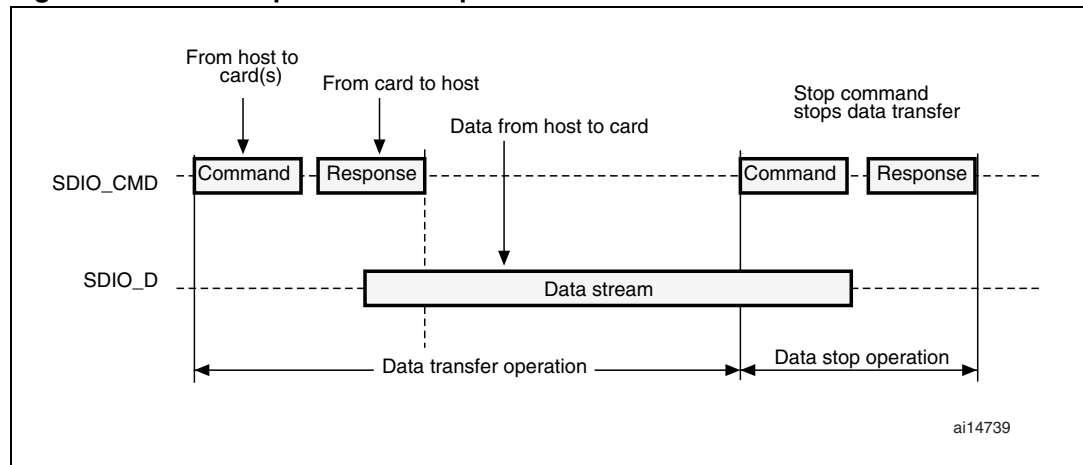 From host to
card(s)
From card to host
Data from host to card
Stop command
stops data transfer
SDIO_CMD
Command
Response
Command
Response
SDIO_D
Data stream
Data transfer operation
Data stop operation
ai14739